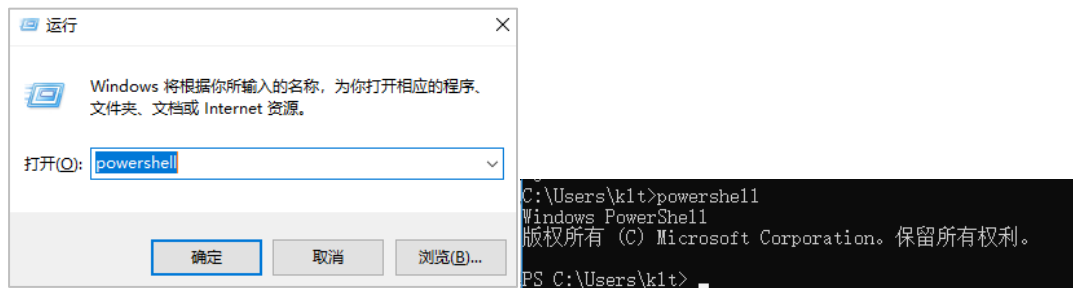 运行
Windows 将根据你所输入的名称，为你打开相应的程序、
文件夹、文档或 Internet 资源。
打开(O): powershell
确定 取消 浏览(B)...
C:\Users\klt>powershell
Windows PowerShell
版权所有 (C) Microsoft Corporation。保留所有权利。
PS C:\Users\klt>